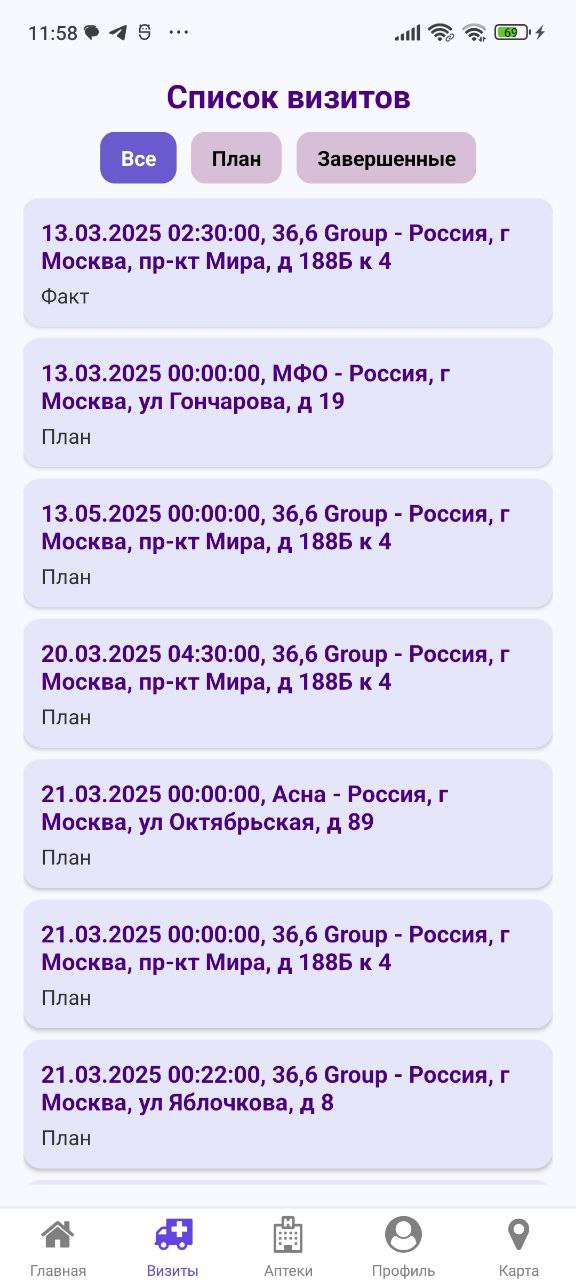 11:58
69
Список визитов
Все План Завершенные
13.03.2025 02:30:00, 36,6 Group - Россия, г
Москва, пр-кт Мира, д 188Б к 4
Факт
13.03.2025 00:00:00, МФО - Россия, г
Москва, ул Гончарова, д 19
План
13.05.2025 00:00:00, 36,6 Group - Россия, г
Москва, пр-кт Мира, д 188Б к 4
План
20.03.2025 04:30:00, 36,6 Group - Россия, г
Москва, пр-кт Мира, д 188Б к 4
План
21.03.2025 00:00:00, Асна - Россия, г
Москва, ул Октябрьская, д 89
План
21.03.2025 00:00:00, 36,6 Group - Россия, г
Москва, пр-кт Мира, д 188Б к 4
План
21.03.2025 00:22:00, 36,6 Group - Россия, г
Москва, ул Яблочкова, д 8
План
Главная Визиты Аптеки Профиль Карта